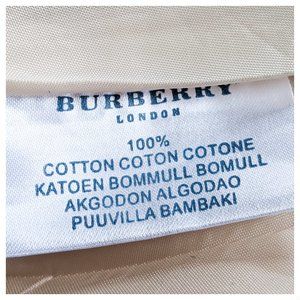 BURBERRY
LONDON
100%
COTTON COTON COTONE
KATOEN BOMMULL BOMULL
AKGODON ALGODAO
PUUVILLA BAMBAKI